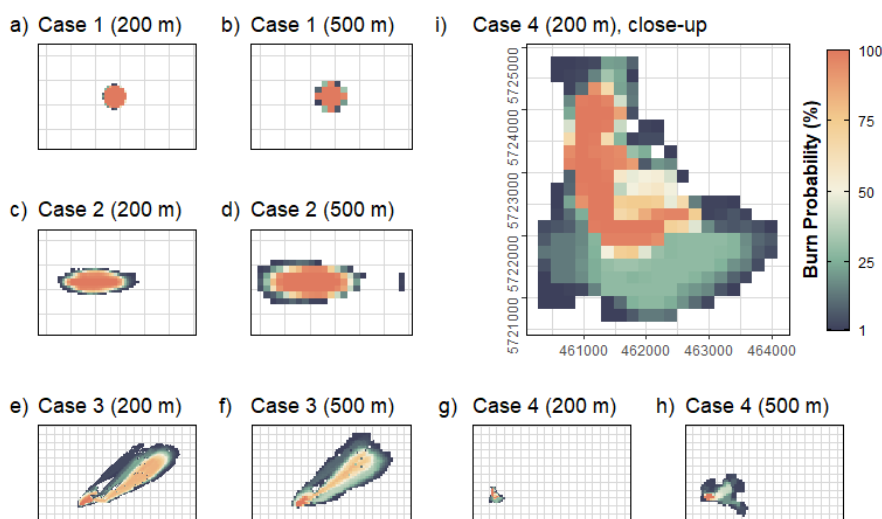 a) Case 1 (200 m)
b) Case 1 (500 m)
i) Case 4 (200 m), close-up
c) Case 2 (200 m)
d) Case 2 (500 m)
5725000
5724000
5723000
5722000
5721000
461000 462000 463000 464000
Burn Probability (%)
100
75
50
25
1
e) Case 3 (200 m)
f) Case 3 (500 m)
g) Case 4 (200 m)
h) Case 4 (500 m)